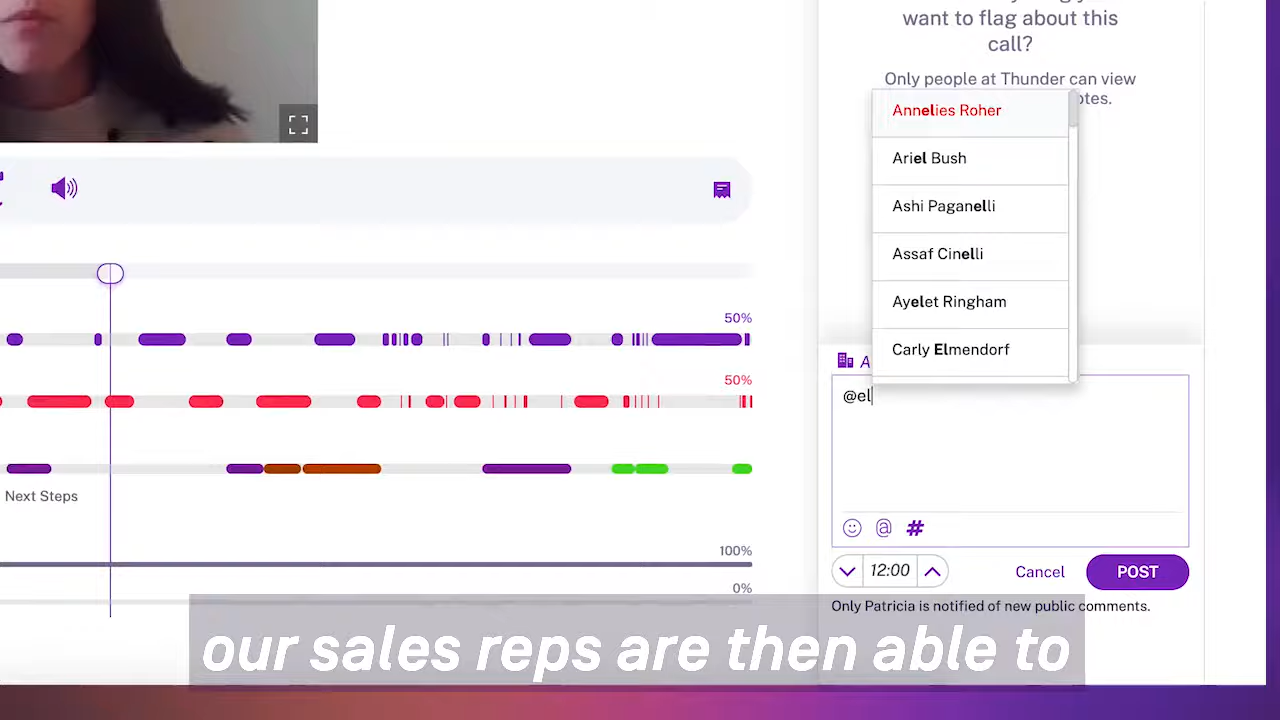 want to flag about this
call?
Only people at Thunder can view
otes.
Annelies Roher
Ariel Bush
Ashi Paganelli
Assaf Cinelli
Ayelet Ringham
Carly Elmendorf
A
@el
50%
50%
Next Steps
100%
0%
@ #
12:00
Cancel
POST
Only Patricia is notified of new public comments.
our sales reps are then able to